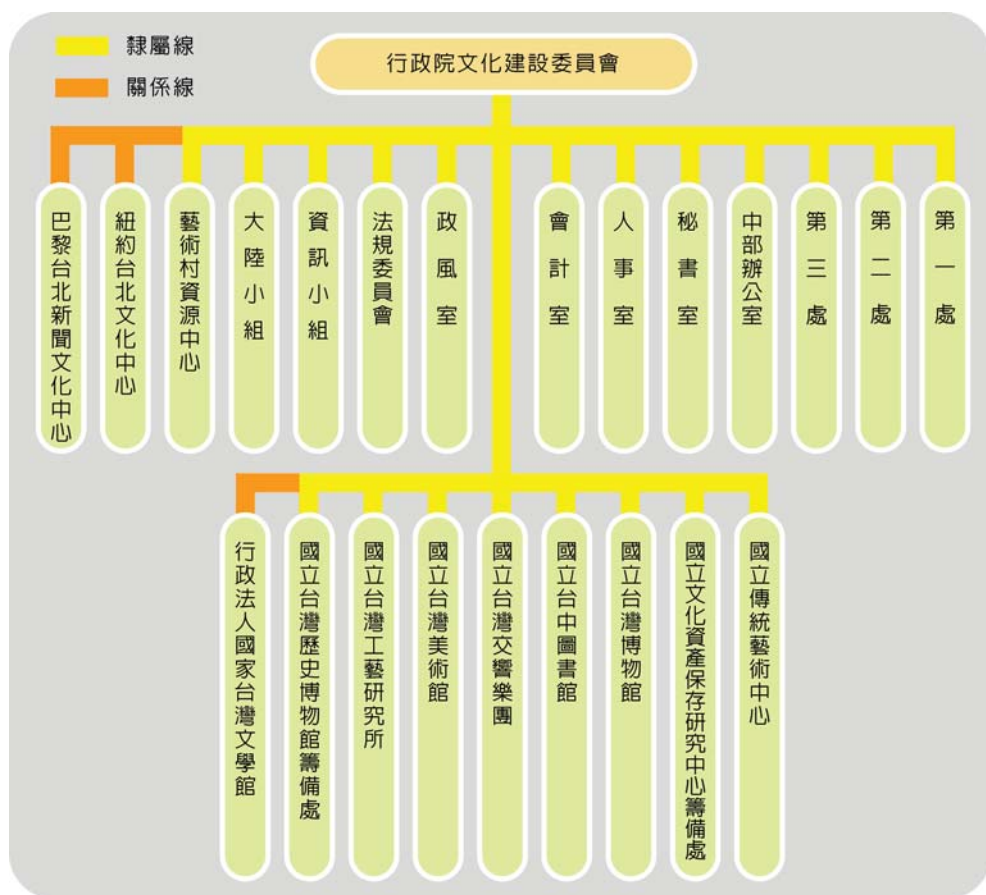 隸屬線
關係線
行政院文化建設委員會
第一處
第二處
第三處
中部辦公室
秘書室
人事室
會計室
政風室
法規委員會
資訊小組
大陸小組
藝術村資源中心
紐約台北文化中心
巴黎台北新聞文化中心
國立傳統藝術中心
國立文化資產保存研究中心籌備處
國立台灣博物館
國立台中圖書館
國立台灣交響樂團
國立台灣美術館
國立台灣工藝研究所
國立台灣歷史博物館籌備處
行政法人國家台灣文學館